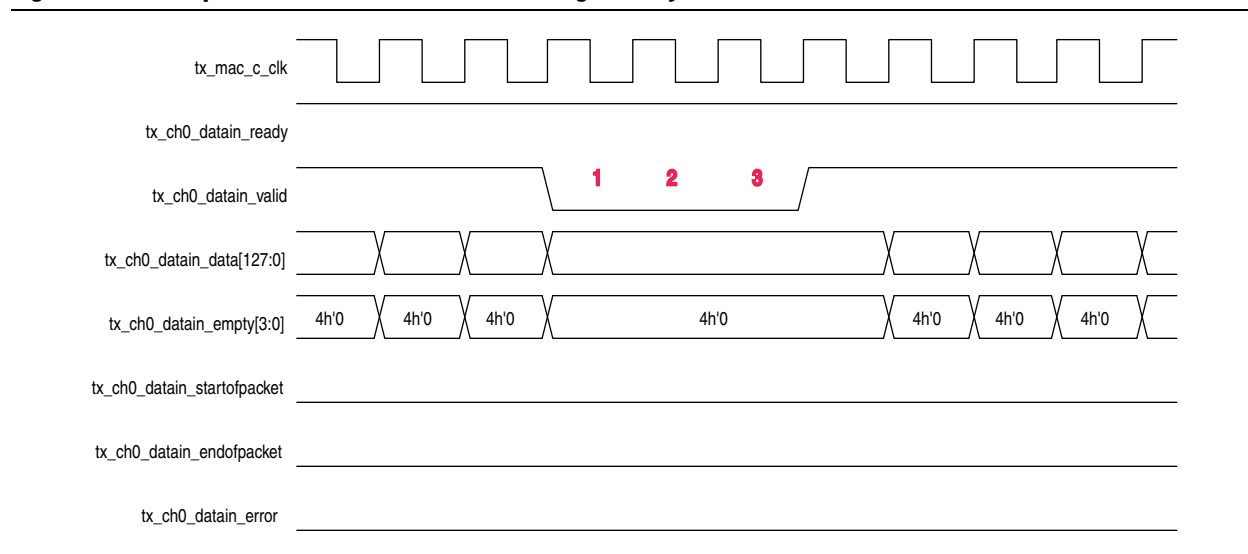 tx_mac_c_clk
tx_ch0_datain_ready
1 2 3
tx_ch0_datain_valid
tx_ch0_datain_data[127:0]
tx_ch0_datain_empty[3:0] 4h'0 4h'0 4h'0 4h'0 4h'0 4h'0 4h'0
tx_ch0_datain_startofpacket
tx_ch0_datain_endofpacket
tx_ch0_datain_error